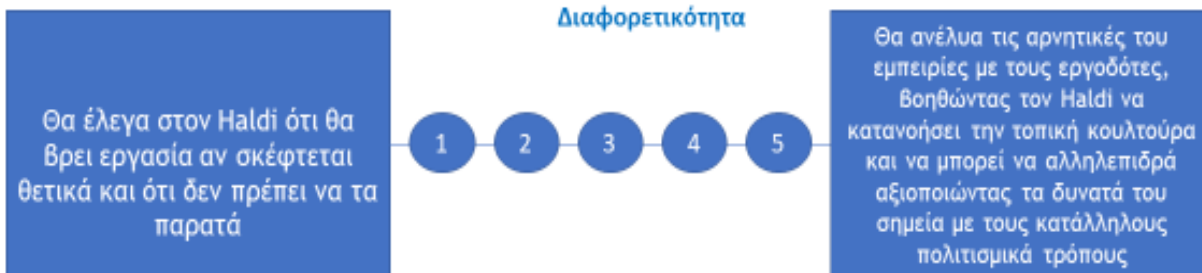 Διαφορετικότητα
Θα έλεγα στον Haldi ότι θα
βρει εργασία αν σκέφτεται
θετικά και ότι δεν πρέπει να τα
παρατά
1 2 3 4 5
Θα ανέλυα τις αρνητικές του
εμπειρίες με τους εργοδότες,
βοηθώντας τον Haldi να
κατανοήσει την τοπική κουλτούρα
και να μπορεί να αλληλεπιδρά
αξιοποιώντας τα δυνατά του
σημεία με τους κατάλληλους
πολιτισμικά τρόπους